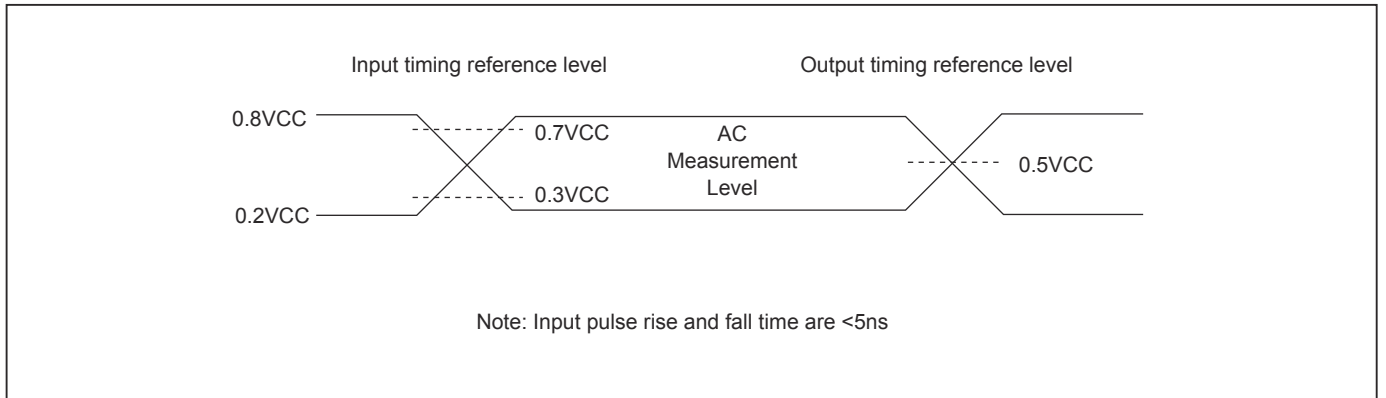 Input timing reference level
Output timing reference level
0.8VCC
0.7VCC
AC
Measurement
Level
0.5VCC
0.3VCC
0.2VCC
Note: Input pulse rise and fall time are <5ns